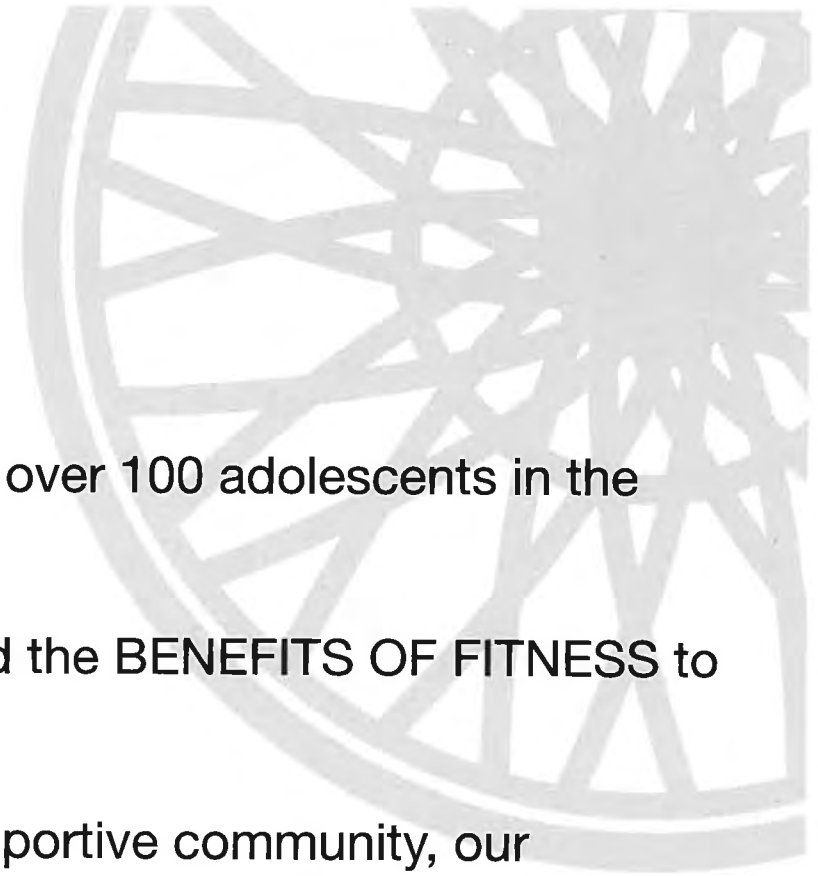 over 100 adolescents in the
d the BENEFITS OF FITNESS to
portive community, our